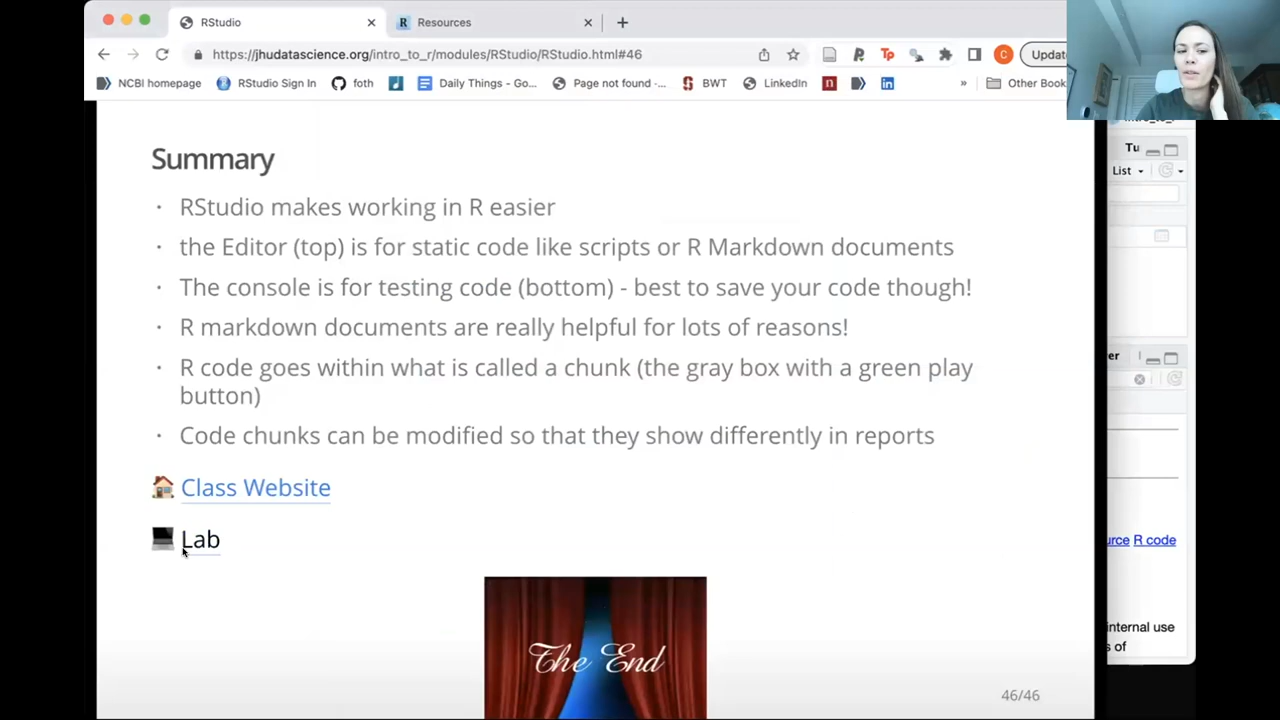 RStudio
Resources
https://jhudatascience.org/intro_to_r/modules/RStudio/RStudio.html#46
C
Update
NCBI homepage
RStudio Sign In
foth
Daily Things - Go...
Page not found -...
BWT
LinkedIn
»
Other Book
Summary
· RStudio makes working in R easier
· the Editor (top) is for static code like scripts or R Markdown documents
· The console is for testing code (bottom) - best to save your code though!
· R markdown documents are really helpful for lots of reasons!
· R code goes within what is called a chunk (the gray box with a green play
button)
· Code chunks can be modified so that they show differently in reports
Class Website
Lab
The End
46/46
Tu
List
er
urce R code
internal use
s of